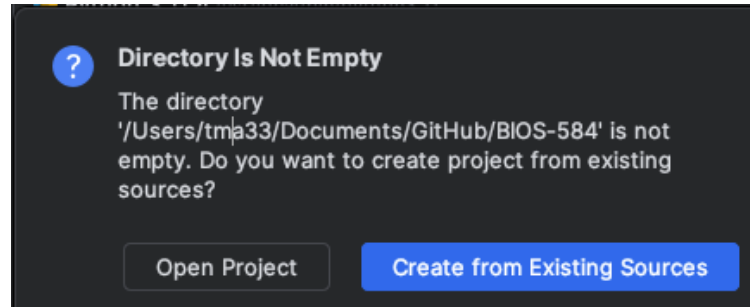 Directory Is Not Empty
The directory
'/Users/tma33/Documents/GitHub/BIOS-584' is not
empty. Do you want to create project from existing
sources?
Open Project
Create from Existing Sources